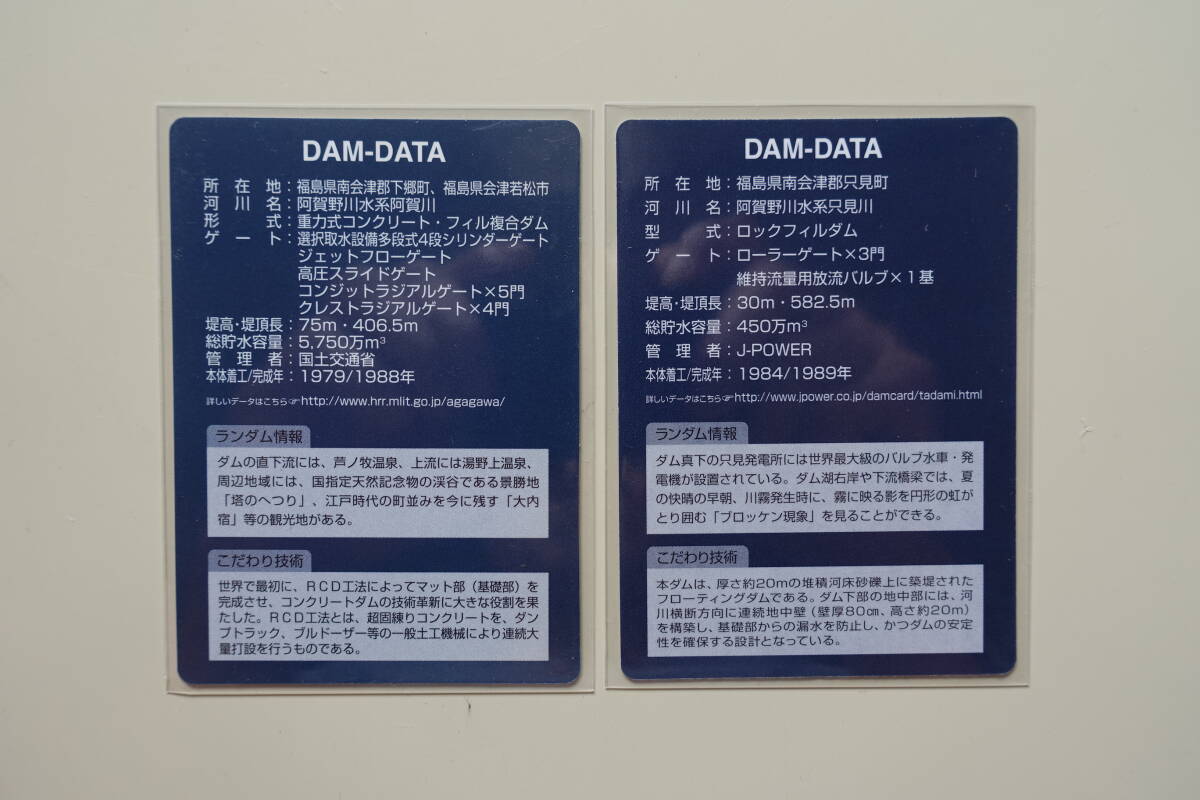 DAM-DATA
所在地：福島県南会津郡下郷町、福島県会津若松市
河川名：阿賀野川水系阿賀川
形式：重力式コンクリート・フィル複合ダム
ゲート：選択取水設備多段式4段シリンダーゲート
ジェットフローゲート
高圧スライドゲート
コンジットラジアルゲート×5門
クレストラジアルゲート×4門
堤高・堤頂長：75m・406.5m
総貯水容量：5,750万m³
管理者：国土交通省
本体着工/完成年：1979/1988年
詳しいデータはこちら☞http://www.hrr.mlit.go.jp/agagawa/
ランダム情報
ダムの直下流には、芦ノ牧温泉、上流には湯野上温泉、
周辺地域には、国指定天然記念物の渓谷である景勝地
「塔のへつり」、江戸時代の町並みを今に残す「大内
宿」等の観光地がある。
こだわり技術
世界で最初に、ＲＣＤ工法によってマット部（基礎部）を
完成させ、コンクリートダムの技術革新に大きな役割を果
たした。ＲＣＤ工法とは、超固練りコンクリートを、ダン
プトラック、ブルドーザー等の一般土工機械により連続大
量打設を行うものである。
DAM-DATA
所在地：福島県南会津郡只見町
河川名：阿賀野川水系只見川
型式：ロックフィルダム
ゲート：ローラーゲート×3門
維持流量用放流バルブ×1基
堤高・堤頂長：30m・582.5m
総貯水容量：450万m³
管理者：J-POWER
本体着工/完成年：1984/1989年
詳しいデータはこちら☞http://www.jpower.co.jp/damcard/tadami.html
ランダム情報
ダム真下の只見発電所には世界最大級のバルブ水車・発
電機が設置されている。ダム湖右岸や下流橋梁では、夏
の快晴の早朝、川霧発生時に、霧に映る影を円形の虹が
とり囲む「ブロッケン現象」を見ることができる。
こだわり技術
本ダムは、厚さ約20mの堆積河床砂礫上に築堤された
フローティングダムである。ダム下部の地中部には、河
川横断方向に連続地中壁（壁厚80㎝、高さ約20m）
を構築し、基礎部からの漏水を防止し、かつダムの安定
性を確保する設計となっている。